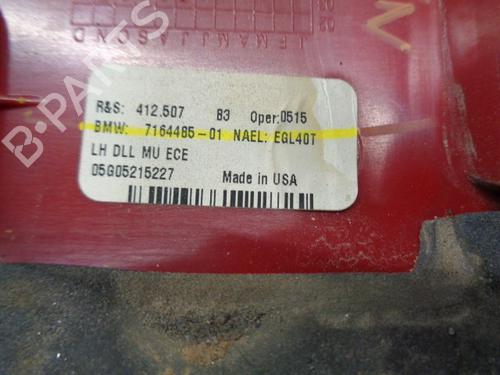 J F M A M J J A S O N D
R&S: 412.507 B3 Oper:0515
BMW: 7164485-01 NAEL: EGL40T
LH DLL MU ECE
05G05215227 Made in USA
B-PARTS